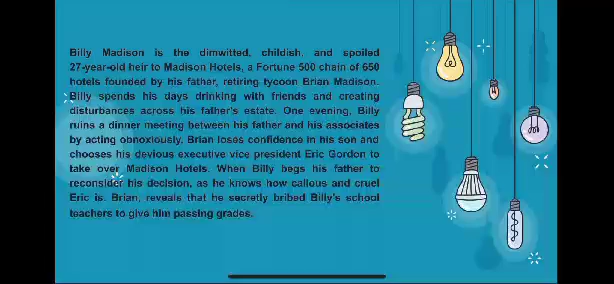 Billy Madison is the dimwitted, childish, and spoiled
27-year-old heir to Madison Hotels, a Fortune 500 chain of 650
hotels founded by his father, retiring tycoon Brian Madison.
Billy spends his days drinking with friends and creating
disturbances across his father's estate. One evening, Billy
ruins a dinner meeting between his father and his associates
by acting obnoxiously. Brian loses confidence in his son and
chooses his devious executive vice president Eric Gordon to
take over Madison Hotels. When Billy begs his father to
reconsider his decision, as he knows how callous and cruel
Eric is. Brian, reveals that he secretly bribed Billy's school
teachers to give him passing grades.